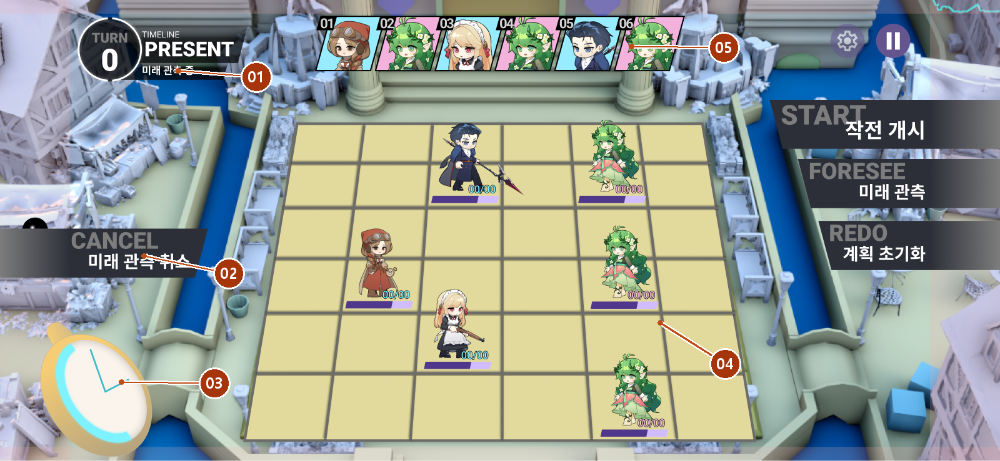 TURN
0
TIMELINE
PRESENT
미래 관측 중
01
01
02
03
04
05
06
05
START
작전 개시
FORESEE
미래 관측
REDO
계획 초기화
CANCEL
미래 관측 취소
02
03
04
00/00
00/00
00/00
00/00
00/00
00/00